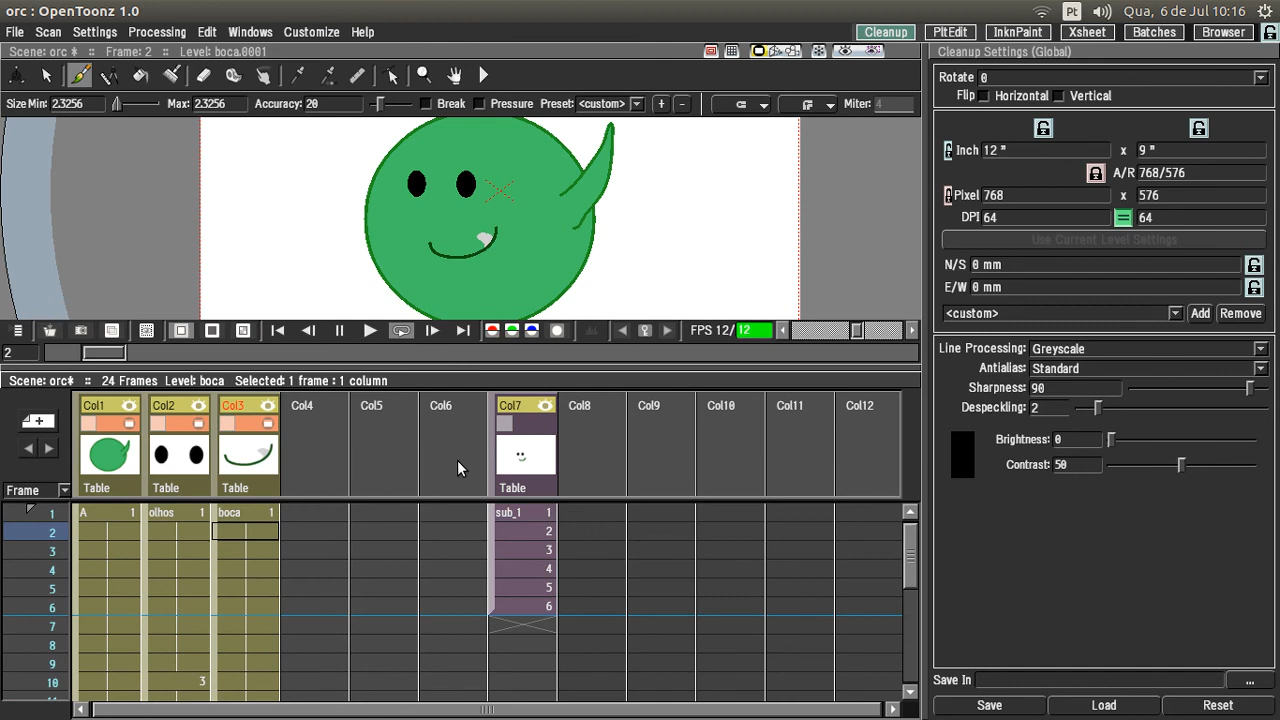 orc : OpenToonz 1.0
Pt Qua, 6 de Jul 10:16
File Scan Settings Processing Edit Windows Customize Help
Cleanup PltEdit InknPaint Xsheet Batches Browser
Scene: orc * :: Frame: 2 :: Level: boca.0001
Cleanup Settings (Global)
Size Min: 2.3256 Max: 2.3256 Accuracy: 20 Break Pressure Preset: <custom> + - Miter: 4
Rotate 0
Flip Horizontal Vertical
Inch 12 " x 9 "
A/R 768/576
Pixel 768 x 576
DPI 64 = 64
Use Current Level Settings
N/S 0 mm
E/W 0 mm
<custom> Add Remove
FPS 12/ 12
2
Line Processing: Greyscale
Antialias: Standard
Sharpness: 90
Despeckling: 2
Brightness: 0
Contrast: 50
Scene: orc* :: 24 Frames Level: boca Selected: 1 frame : 1 column
Col1 Col2 Col3 Col4 Col5 Col6 Col7 Col8 Col9 Col10 Col11 Col12
Frame Table Table Table Table
1 A 1 olhos 1 boca 1 sub_1 1
2 2
3 3
4 4
5 5
6 6
7
8
9
10 3
Save In ...
Save Load Reset